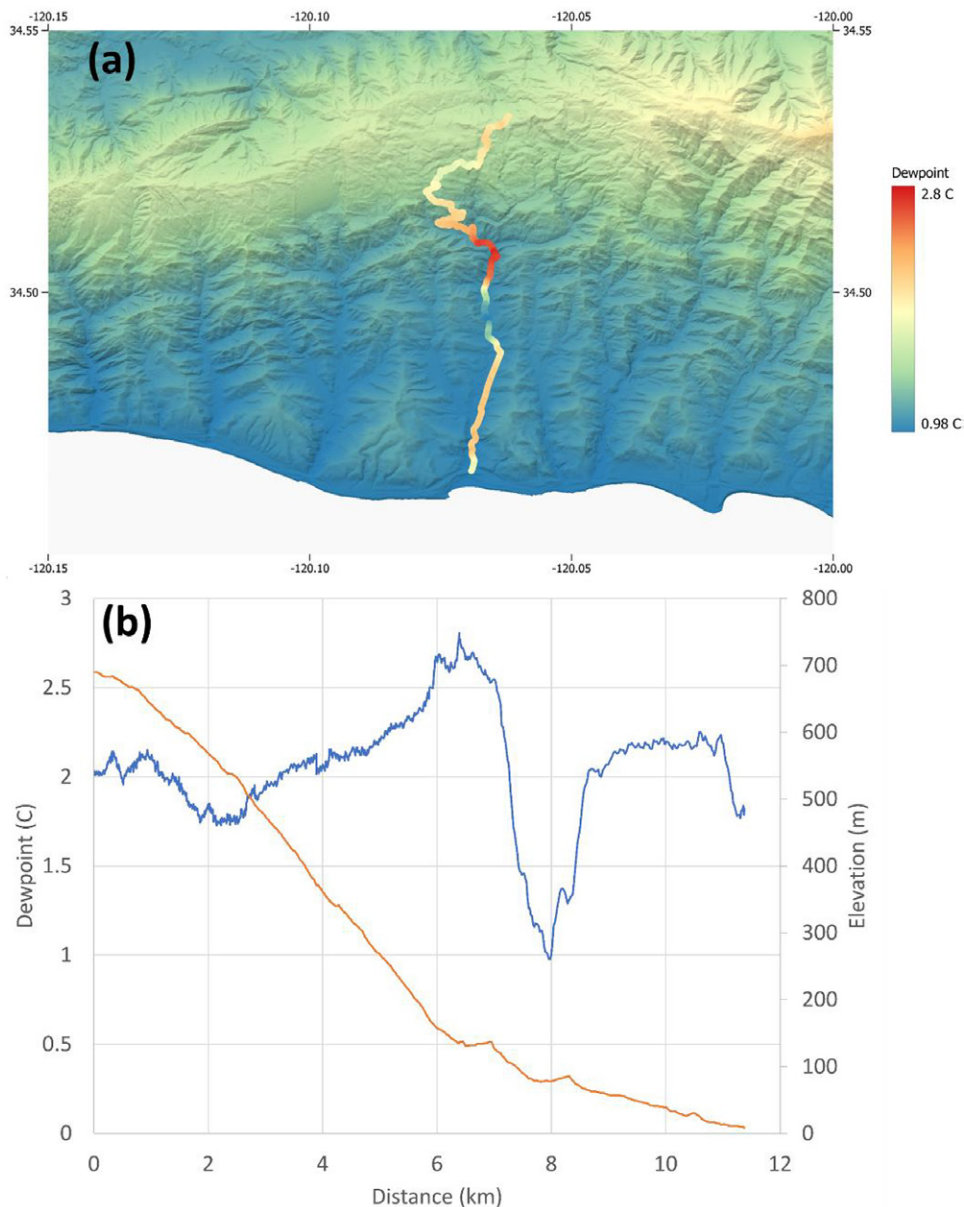 -120.15 -120.10 -120.05 -120.00
34.55 (a) 34.55
Dewpoint
2.8 C
34.50 34.50
0.98 C
-120.15 -120.10 -120.05 -120.00
(b)
3 800
700
2.5
600
2
500
1.5 400
300
1
200
0.5
100
0 0
Dewpoint (C)
Elevation (m)
0 2 4 6 8 10 12
Distance (km)